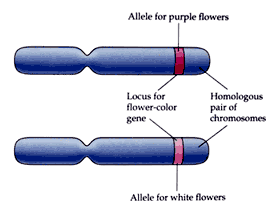 Allele for purple flowers
Locus for
flower-color
gene
Homologous
pair of
chromosomes
Allele for white flowers